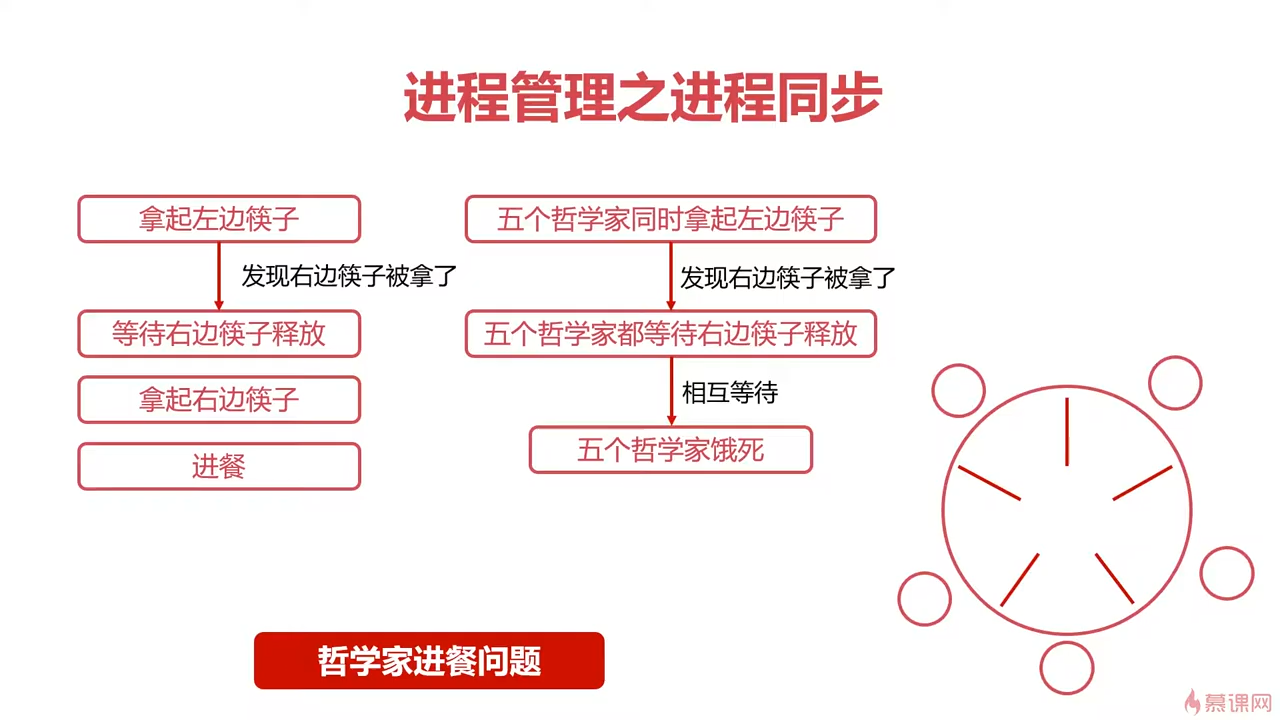 进程管理之进程同步
拿起左边筷子
发现右边筷子被拿了
等待右边筷子释放
拿起右边筷子
进餐
五个哲学家同时拿起左边筷子
发现右边筷子被拿了
五个哲学家都等待右边筷子释放
相互等待
五个哲学家饿死
哲学家进餐问题
慕课网